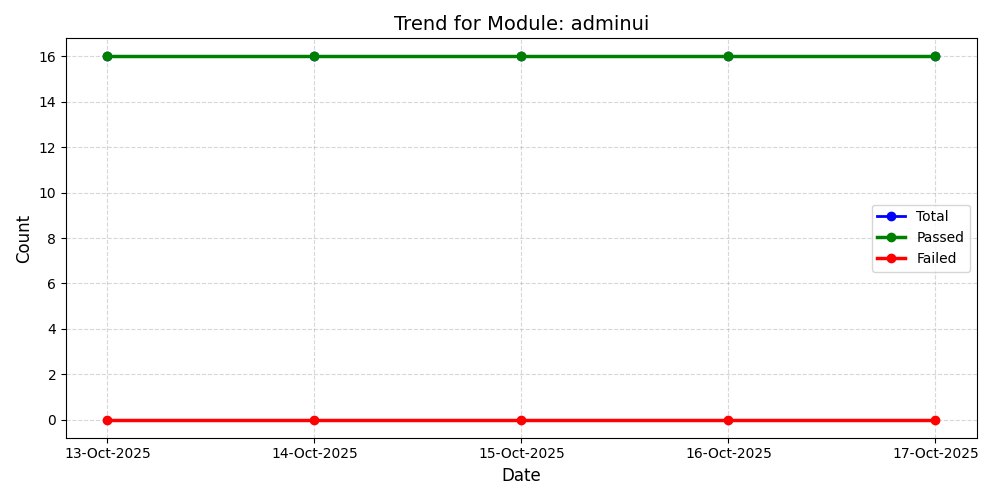 Trend for Module: adminui
Count
16
14
12
10
8
6
4
2
0
Total
Passed
Failed
13-Oct-2025 14-Oct-2025 15-Oct-2025 16-Oct-2025 17-Oct-2025
Date